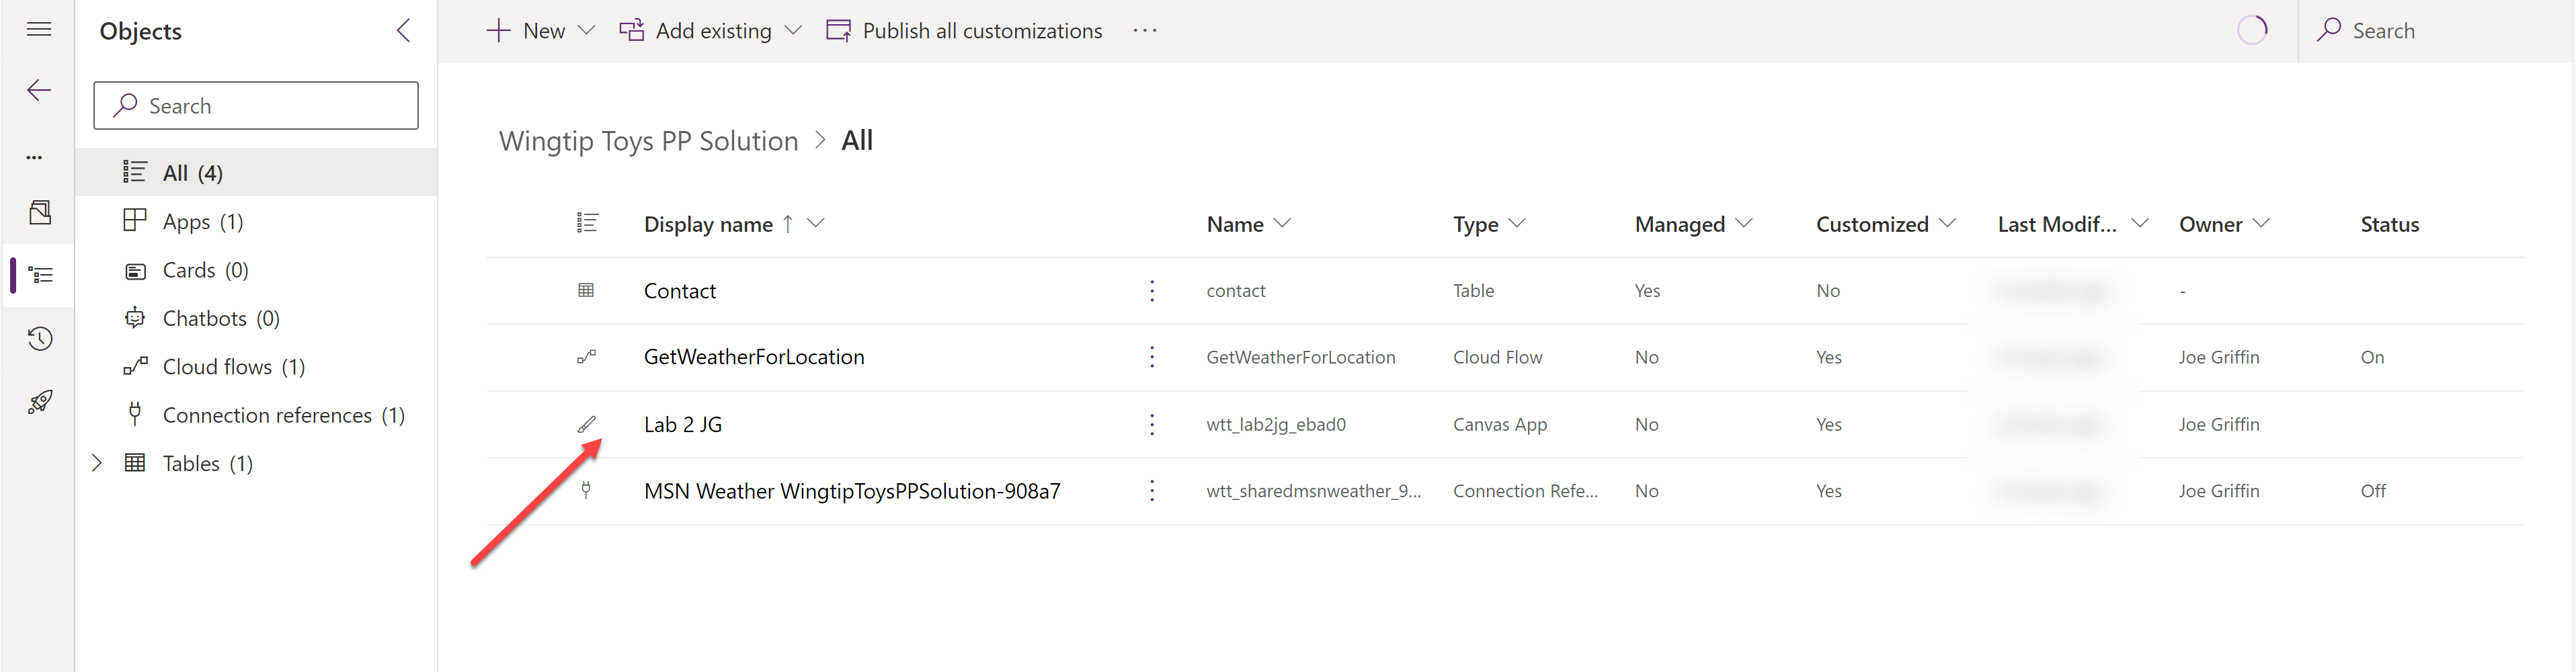 Objects
New
Add existing
Publish all customizations
...
Search
Search
Wingtip Toys PP Solution > All
All (4)
Apps (1)
Cards (0)
Chatbots (0)
Cloud flows (1)
Connection references (1)
Tables (1)
Display name ↑ Name Type Managed Customized Last Modif... Owner Status
Contact contact Table Yes No -
GetWeatherForLocation GetWeatherForLocation Cloud Flow No Yes Joe Griffin On
Lab 2 JG wtt_lab2jg_ebad0 Canvas App No Yes Joe Griffin
MSN Weather WingtipToysPPSolution-908a7 wtt_sharedmsnweather_9... Connection Refe... No Yes Joe Griffin Off